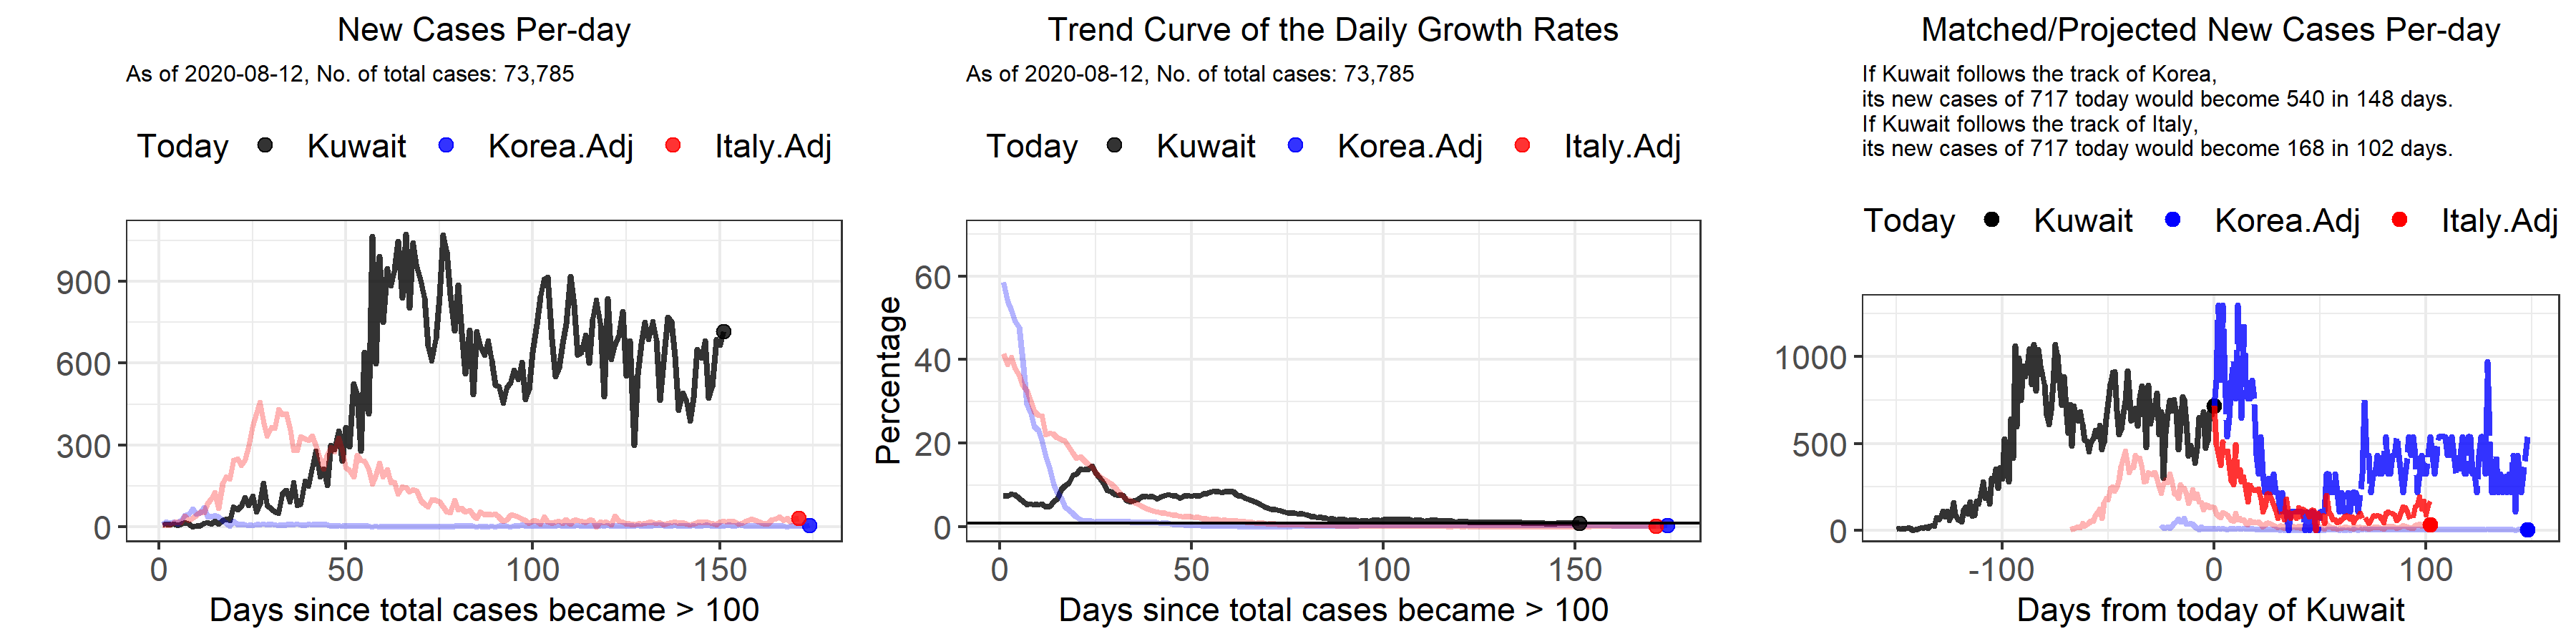 New Cases Per-day
As of 2020-08-12, No. of total cases: 73,785
Today Kuwait Korea.Adj Italy.Adj
900
600
300
0
0 50 100 150
Days since total cases became > 100
Trend Curve of the Daily Growth Rates
As of 2020-08-12, No. of total cases: 73,785
Today Kuwait Korea.Adj Italy.Adj
Percentage
60
40
20
0
0 50 100 150
Days since total cases became > 100
Matched/Projected New Cases Per-day
If Kuwait follows the track of Korea,
its new cases of 717 today would become 540 in 148 days.
If Kuwait follows the track of Italy,
its new cases of 717 today would become 168 in 102 days.
Today Kuwait Korea.Adj Italy.Adj
1000
500
0
-100 0 100
Days from today of Kuwait